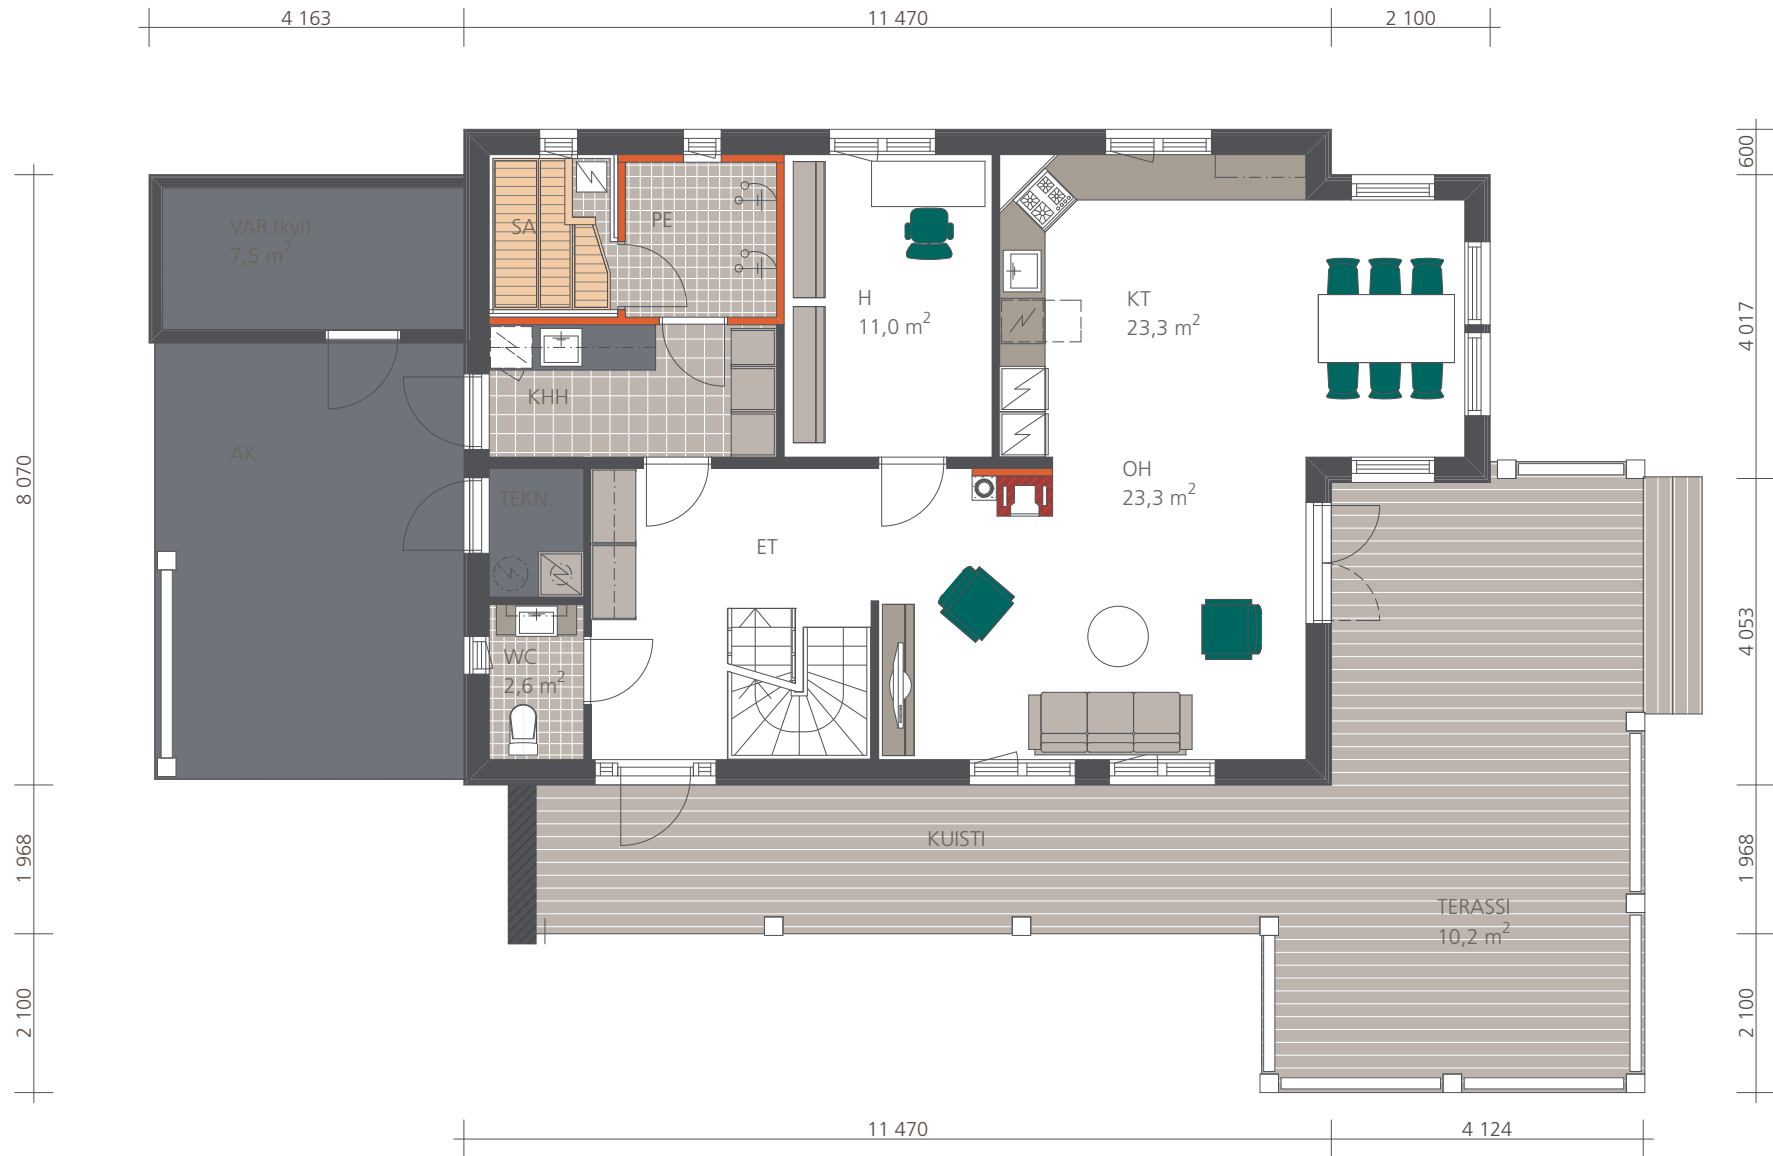 4 163
11 470
2 100
600
VAR (kyl)
7,5 m²
SA
PE
H
11,0 m²
KT
23,3 m²
4 017
KHH
AK
8 070
TEKN.
OH
23,3 m²
ET
4 053
WC
2,6 m²
KUISTI
1 968
1 968
TERASSI
10,2 m²
2 100
2 100
11 470
4 124